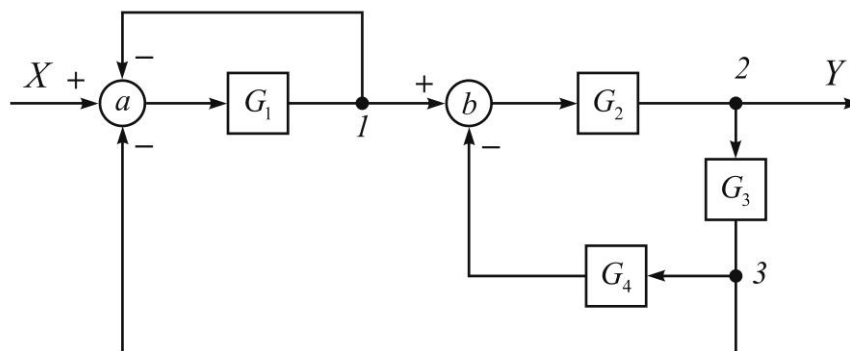 X + − a − G₁ 1 + b − G₂ 2 Y
G₃
G₄ 3